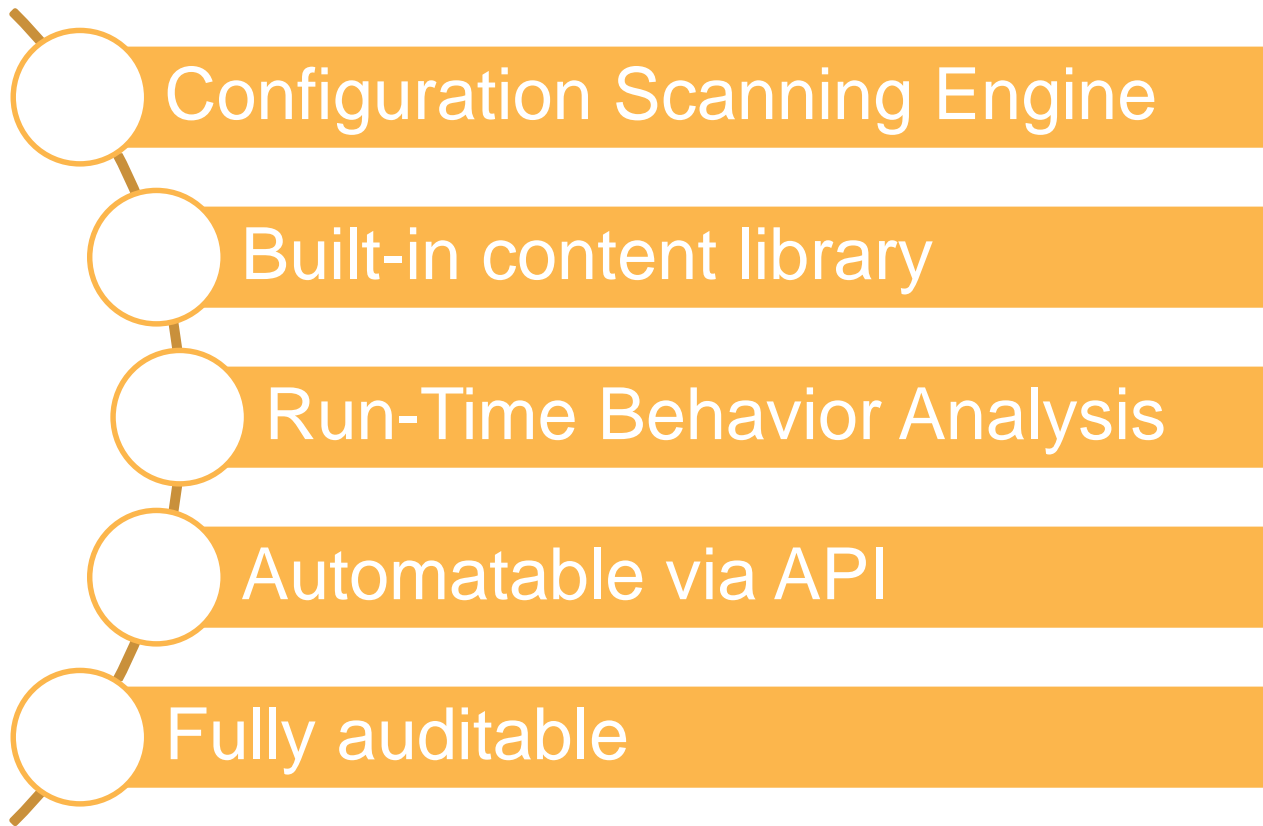 Configuration Scanning Engine
Built-in content library
Run-Time Behavior Analysis
Automatable via API
Fully auditable